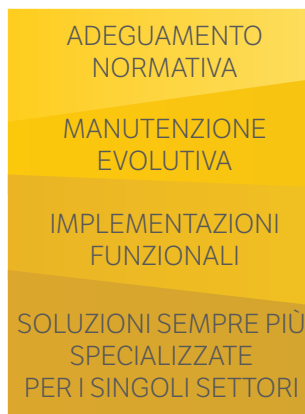 ADEGUAMENTO
NORMATIVA
MANUTENZIONE
EVOLUTIVA
IMPLEMENTAZIONI
FUNZIONALI
SOLUZIONI SEMPRE PIÙ
SPECIALIZZATE
PER I SINGOLI SETTORI